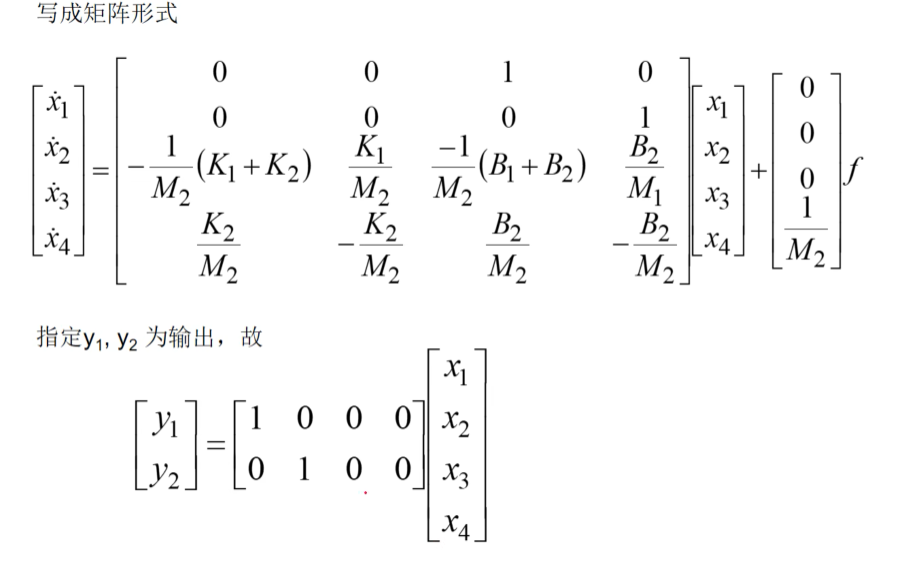 写成矩阵形式
\begin{bmatrix} \dot{x}_1 \\ \dot{x}_2 \\ \dot{x}_3 \\ \dot{x}_4 \end{bmatrix} = \begin{bmatrix} 0 & 0 & 1 & 0 \\ 0 & 0 & 0 & 1 \\ -\frac{1}{M_2}(K_1+K_2) & \frac{K_1}{M_2} & \frac{-1}{M_2}(B_1+B_2) & \frac{B_2}{M_1} \\ \frac{K_2}{M_2} & -\frac{K_2}{M_2} & \frac{B_2}{M_2} & -\frac{B_2}{M_2} \end{bmatrix} \begin{bmatrix} x_1 \\ x_2 \\ x_3 \\ x_4 \end{bmatrix} + \begin{bmatrix} 0 \\ 0 \\ 0 \\ \frac{1}{M_2} \end{bmatrix} f
指定y₁, y₂ 为输出，故
\begin{bmatrix} y_1 \\ y_2 \end{bmatrix} = \begin{bmatrix} 1 & 0 & 0 & 0 \\ 0 & 1 & 0 & 0 \end{bmatrix} \begin{bmatrix} x_1 \\ x_2 \\ x_3 \\ x_4 \end{bmatrix}